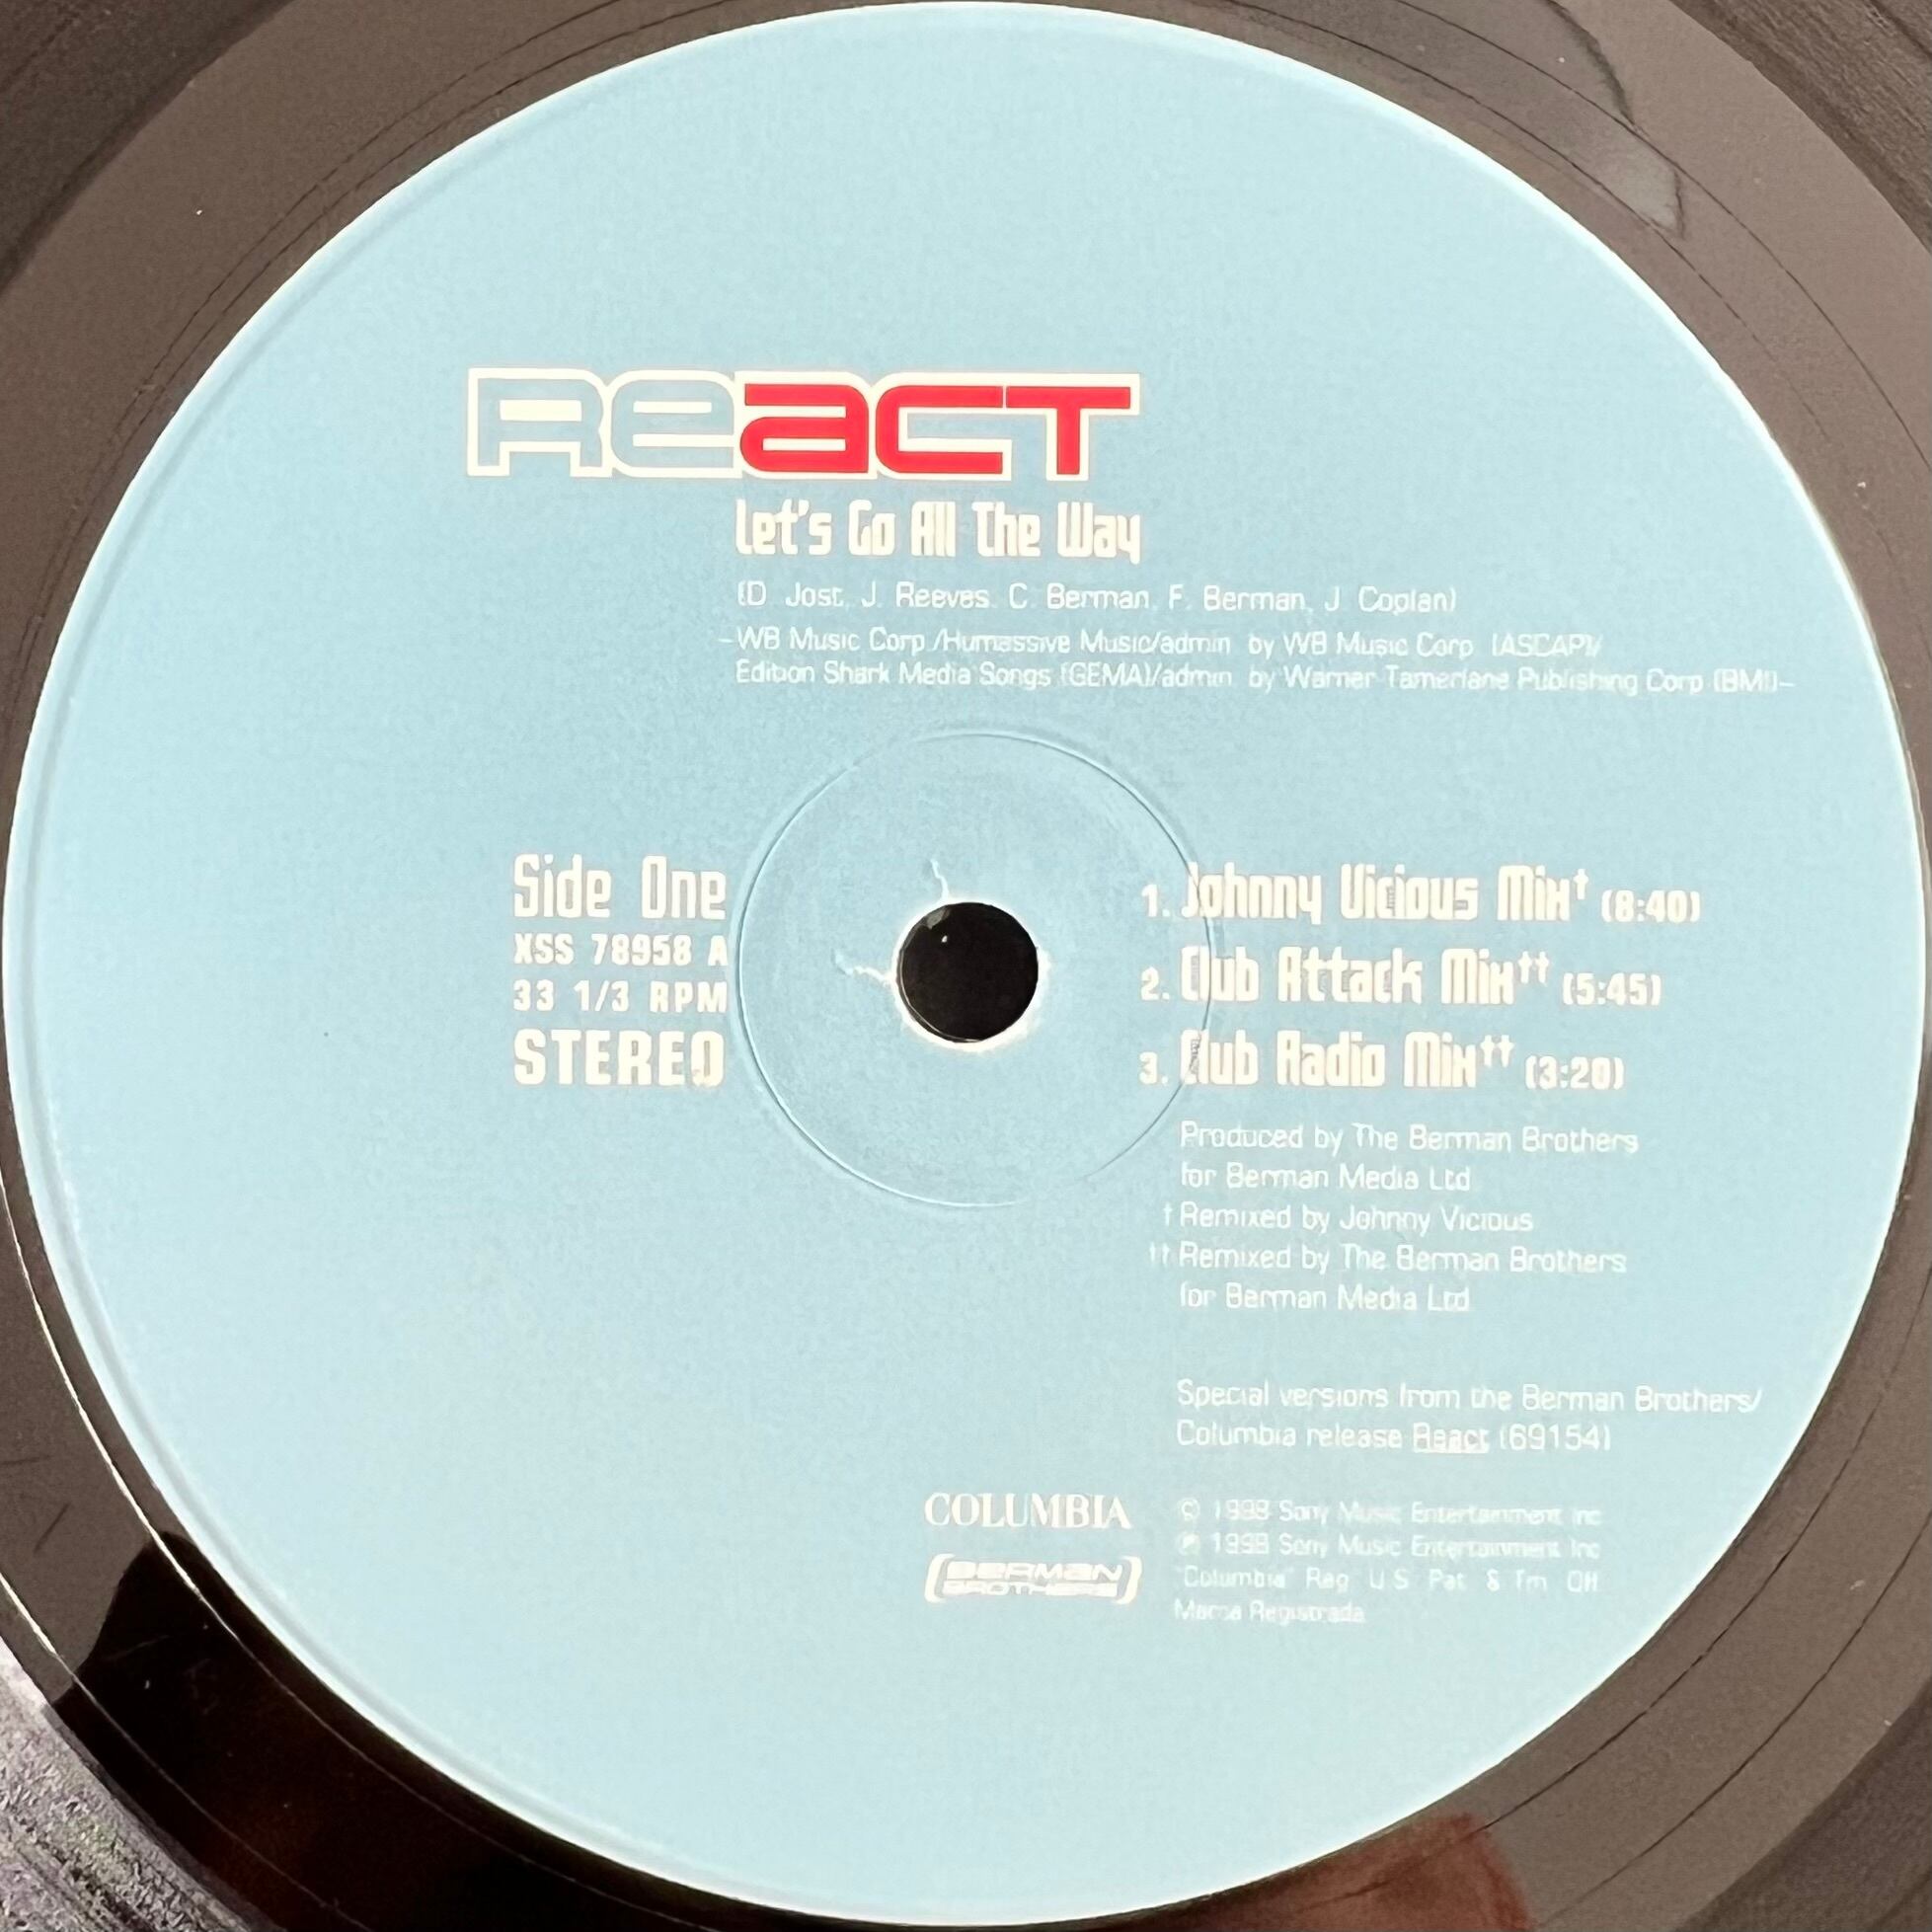 REACT
Let's Go All The Way
(D. Jost, J. Reeves, C. Berman, F. Berman, J. Coplan)
–WB Music Corp./Humassive Music/admin. by WB Music Corp. (ASCAP)/
Edition Shark Media Songs (GEMA)/admin. by Warner Tamerlane Publishing Corp (BMI)–
Side One
XSS 78958 A
33 1/3 RPM
STEREO
1. Johnny Vicious Mix† (8:40)
2. Club Attack Mix†† (5:45)
3. Club Radio Mix†† (3:20)
Produced by The Berman Brothers
for Berman Media Ltd
† Remixed by Johnny Vicious
†† Remixed by The Berman Brothers
for Berman Media Ltd
Special versions from the Berman Brothers/
Columbia release React (69154)
COLUMBIA
BERMAN
BROTHERS
© 1998 Sony Music Entertainment Inc
℗ 1998 Sony Music Entertainment Inc
"Columbia" Reg. U.S. Pat. & Tm. Off.
Marca Registrada